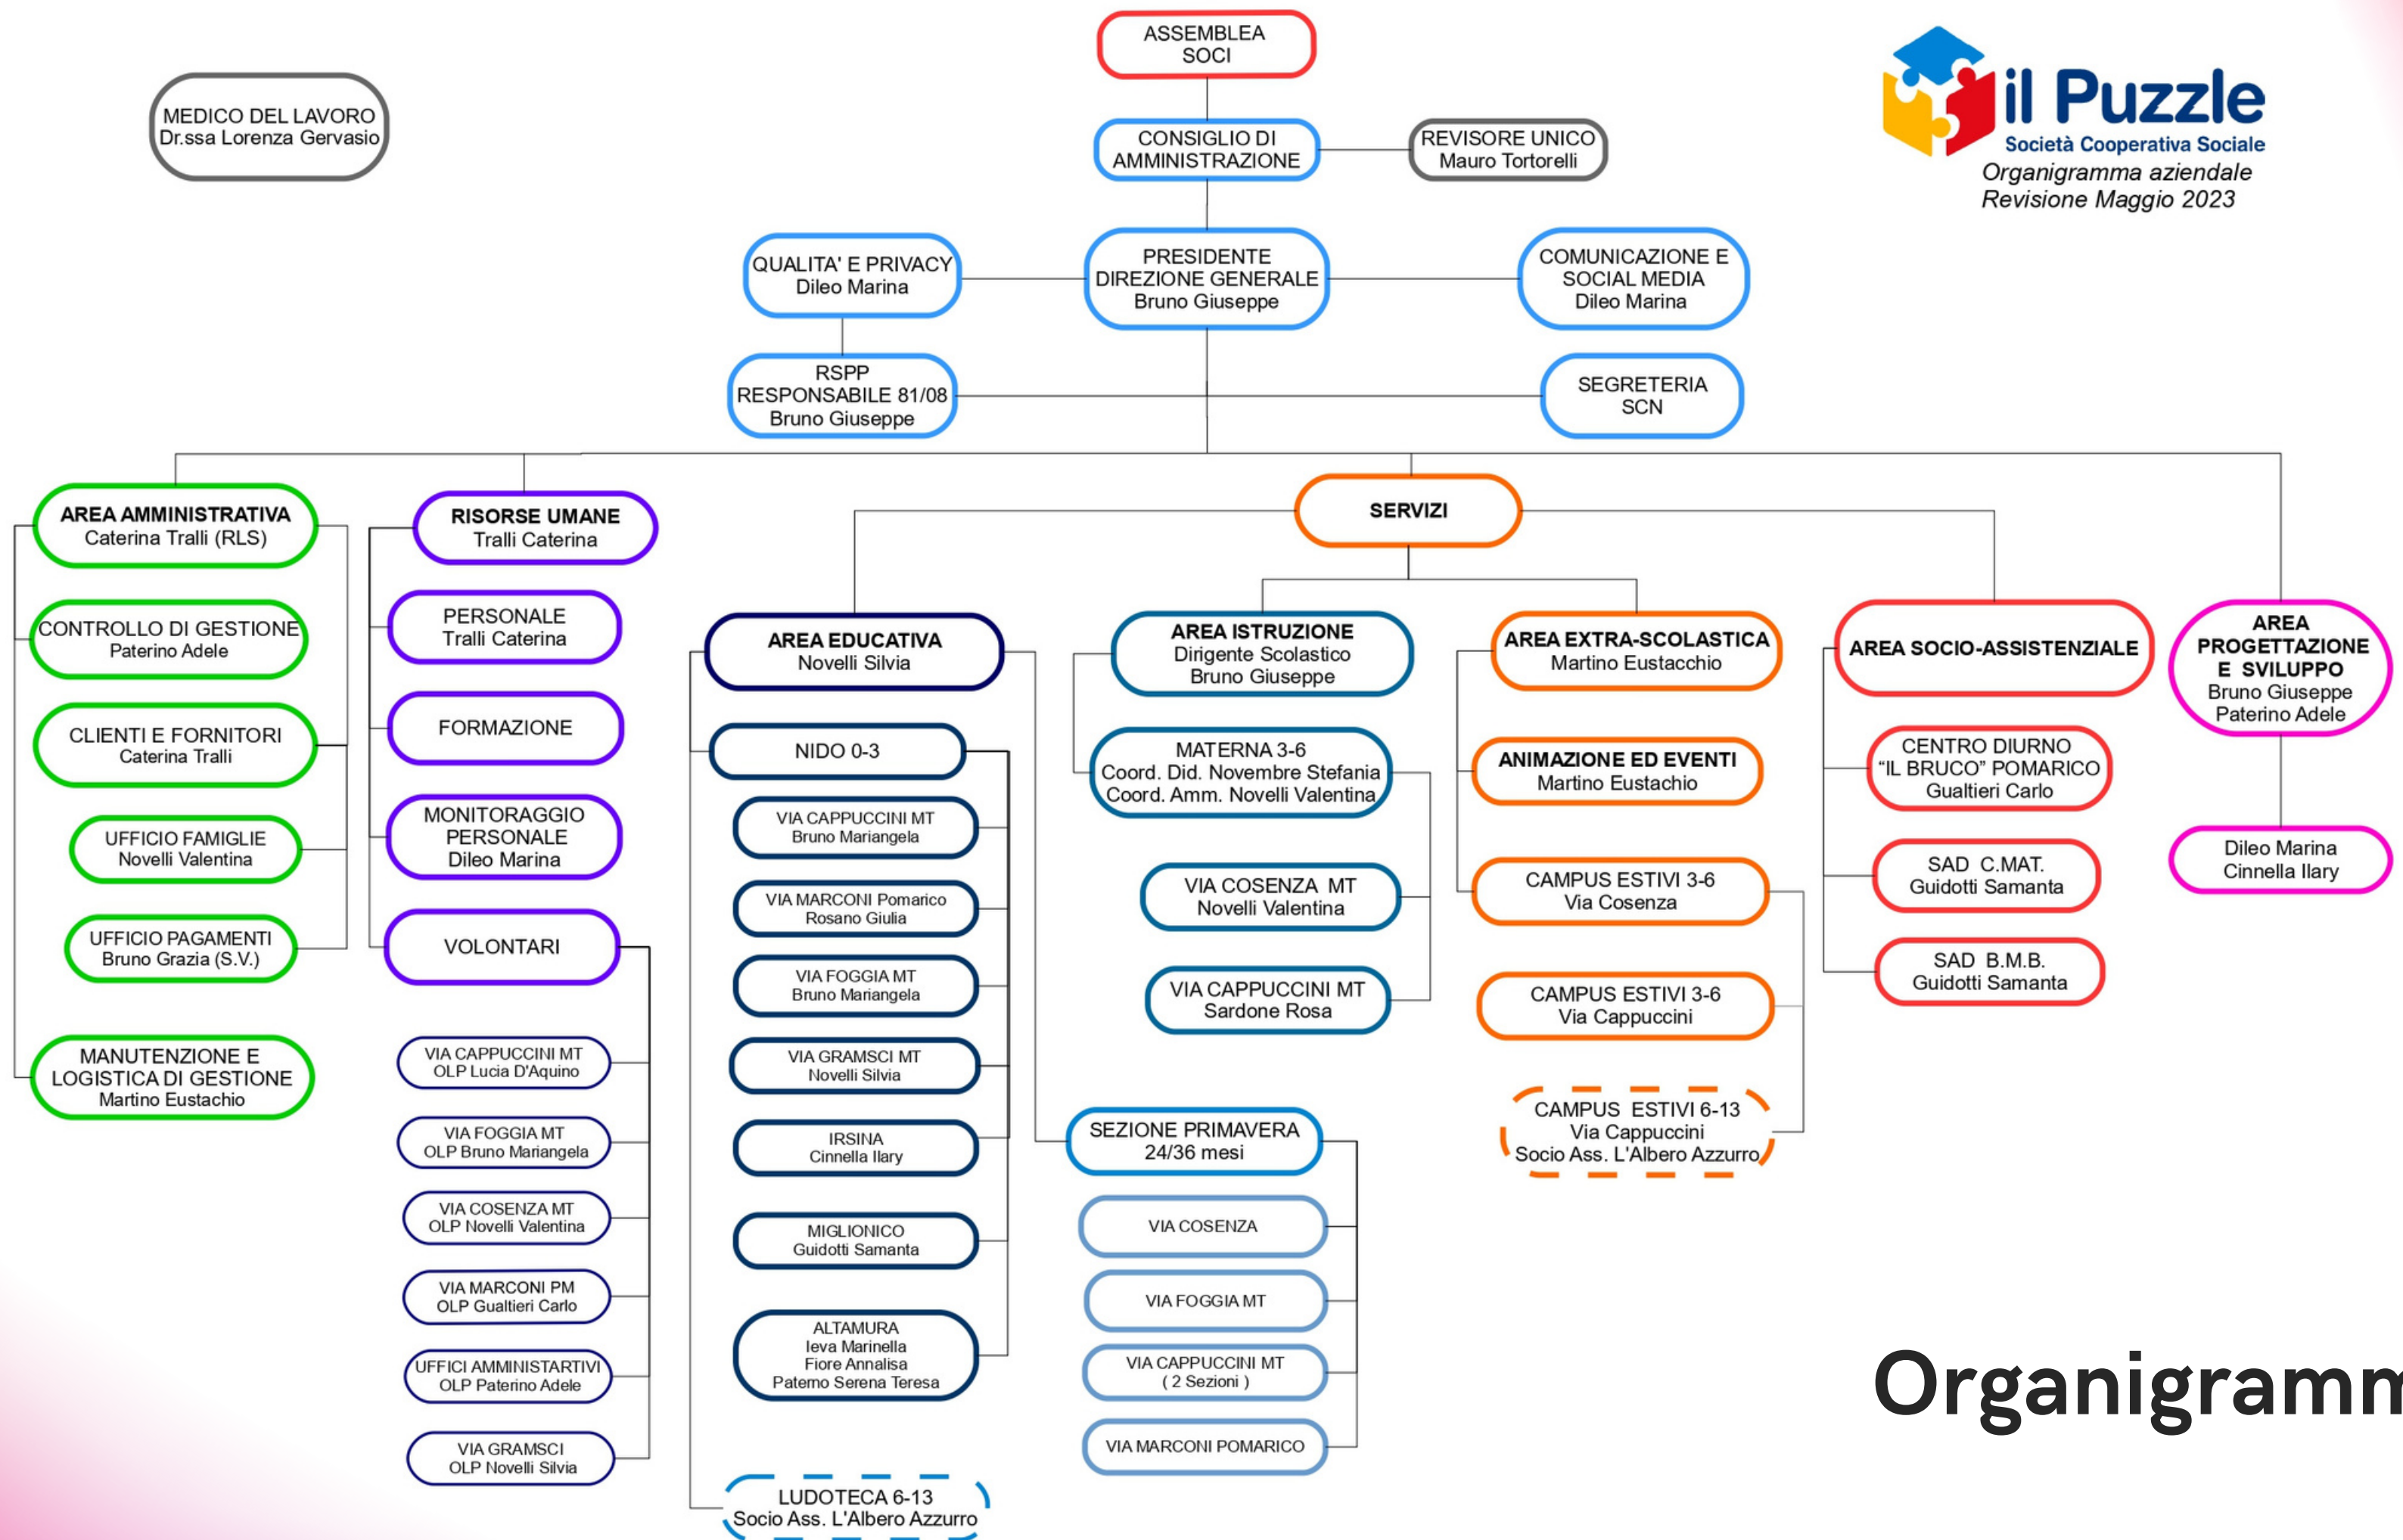 ASSEMBLEA
SOCI
MEDICO DEL LAVORO
Dr.ssa Lorenza Gervasio
CONSIGLIO DI
AMMINISTRAZIONE
REVISORE UNICO
Mauro Tortorelli
il Puzzle
Società Cooperativa Sociale
Organigramma aziendale
Revisione Maggio 2023
QUALITA' E PRIVACY
Dileo Marina
PRESIDENTE
DIREZIONE GENERALE
Bruno Giuseppe
COMUNICAZIONE E
SOCIAL MEDIA
Dileo Marina
RSPP
RESPONSABILE 81/08
Bruno Giuseppe
SEGRETERIA
SCN
AREA AMMINISTRATIVA
Caterina Tralli (RLS)
CONTROLLO DI GESTIONE
Paterino Adele
CLIENTI E FORNITORI
Caterina Tralli
UFFICIO FAMIGLIE
Novelli Valentina
UFFICIO PAGAMENTI
Bruno Grazia (S.V.)
MANUTENZIONE E
LOGISTICA DI GESTIONE
Martino Eustachio
RISORSE UMANE
Tralli Caterina
PERSONALE
Tralli Caterina
FORMAZIONE
MONITORAGGIO
PERSONALE
Dileo Marina
VOLONTARI
VIA CAPPUCCINI MT
OLP Lucia D'Aquino
VIA FOGGIA MT
OLP Bruno Mariangela
VIA COSENZA MT
OLP Novelli Valentina
VIA MARCONI PM
OLP Gualtieri Carlo
UFFICI AMMINISTARTIVI
OLP Paterino Adele
VIA GRAMSCI
OLP Novelli Silvia
SERVIZI
AREA EDUCATIVA
Novelli Silvia
NIDO 0-3
VIA CAPPUCCINI MT
Bruno Mariangela
VIA MARCONI Pomarico
Rosano Giulia
VIA FOGGIA MT
Bruno Mariangela
VIA GRAMSCI MT
Novelli Silvia
IRSINA
Cinnella Ilary
MIGLIONICO
Guidotti Samanta
ALTAMURA
Ieva Marinella
Fiore Annalisa
Paterno Serena Teresa
LUDOTECA 6-13
Socio Ass. L'Albero Azzurro
SEZIONE PRIMAVERA
24/36 mesi
VIA COSENZA
VIA FOGGIA MT
VIA CAPPUCCINI MT
( 2 Sezioni )
VIA MARCONI POMARICO
AREA ISTRUZIONE
Dirigente Scolastico
Bruno Giuseppe
MATERNA 3-6
Coord. Did. Novembre Stefania
Coord. Amm. Novelli Valentina
VIA COSENZA MT
Novelli Valentina
VIA CAPPUCCINI MT
Sardone Rosa
AREA EXTRA-SCOLASTICA
Martino Eustacchio
ANIMAZIONE ED EVENTI
Martino Eustachio
CAMPUS ESTIVI 3-6
Via Cosenza
CAMPUS ESTIVI 3-6
Via Cappuccini
CAMPUS ESTIVI 6-13
Via Cappuccini
Socio Ass. L'Albero Azzurro
AREA SOCIO-ASSISTENZIALE
CENTRO DIURNO
“IL BRUCO” POMARICO
Gualtieri Carlo
SAD C.MAT.
Guidotti Samanta
SAD B.M.B.
Guidotti Samanta
AREA
PROGETTAZIONE
E SVILUPPO
Bruno Giuseppe
Paterino Adele
Dileo Marina
Cinnella Ilary
Organigramm